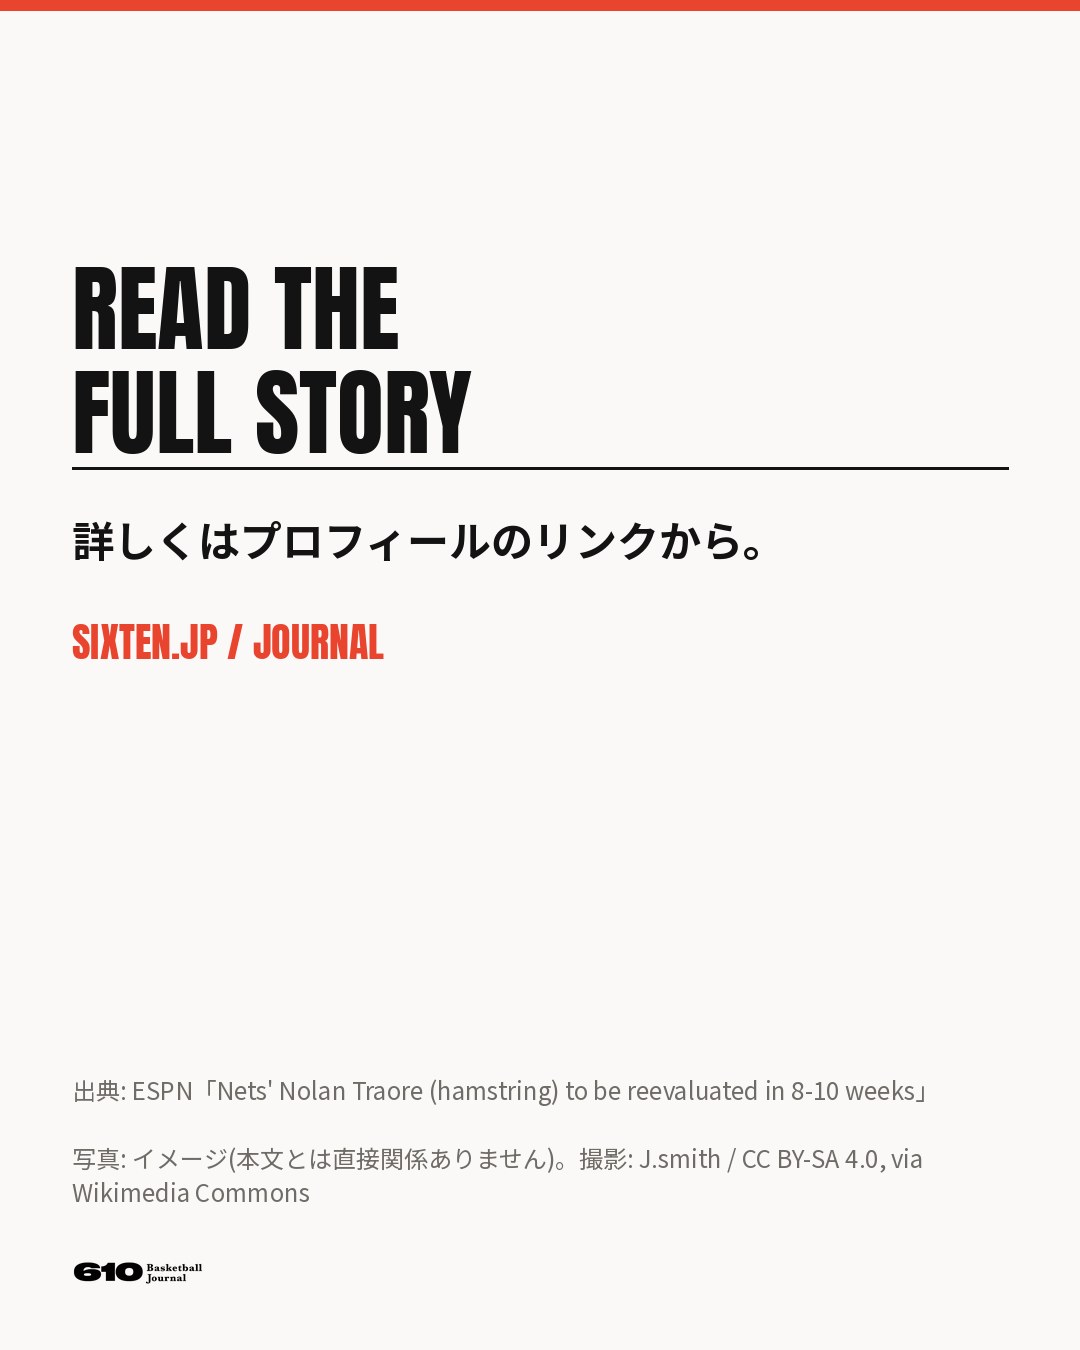 READ THE
FULL STORY
詳しくはプロフィールのリンクから。
SIXTEN.JP / JOURNAL
出典: ESPN「Nets' Nolan Traore (hamstring) to be reevaluated in 8-10 weeks」
写真: イメージ(本文とは直接関係ありません)。撮影: J.smith / CC BY-SA 4.0, via
Wikimedia Commons
610 Basketball
Journal